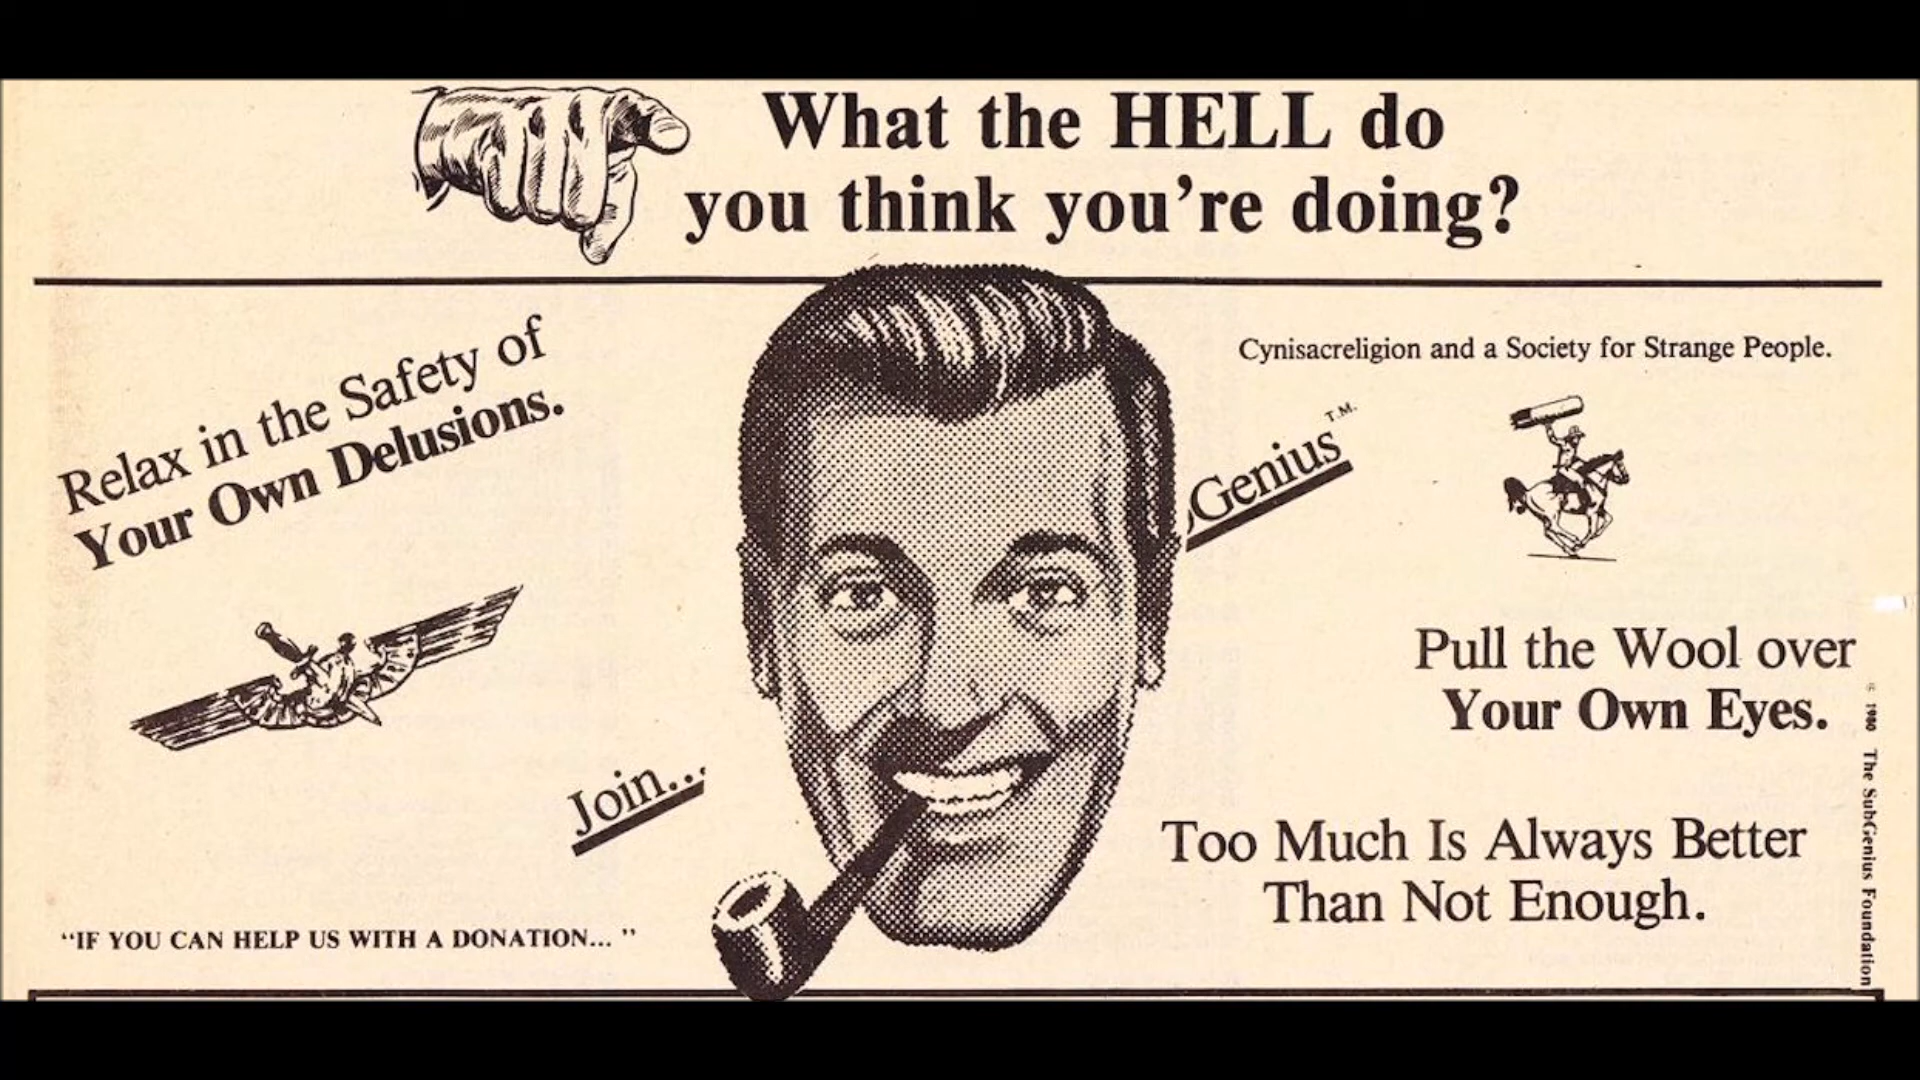 What the HELL do
you think you're doing?
Relax in the Safety of
Your Own Delusions.
Cynisacreligion and a Society for Strange People.
Genius T.M.
Pull the Wool over
Your Own Eyes.
Join...
Too Much Is Always Better
Than Not Enough.
"IF YOU CAN HELP US WITH A DONATION... "
© 1980 The SubGenius Foundation